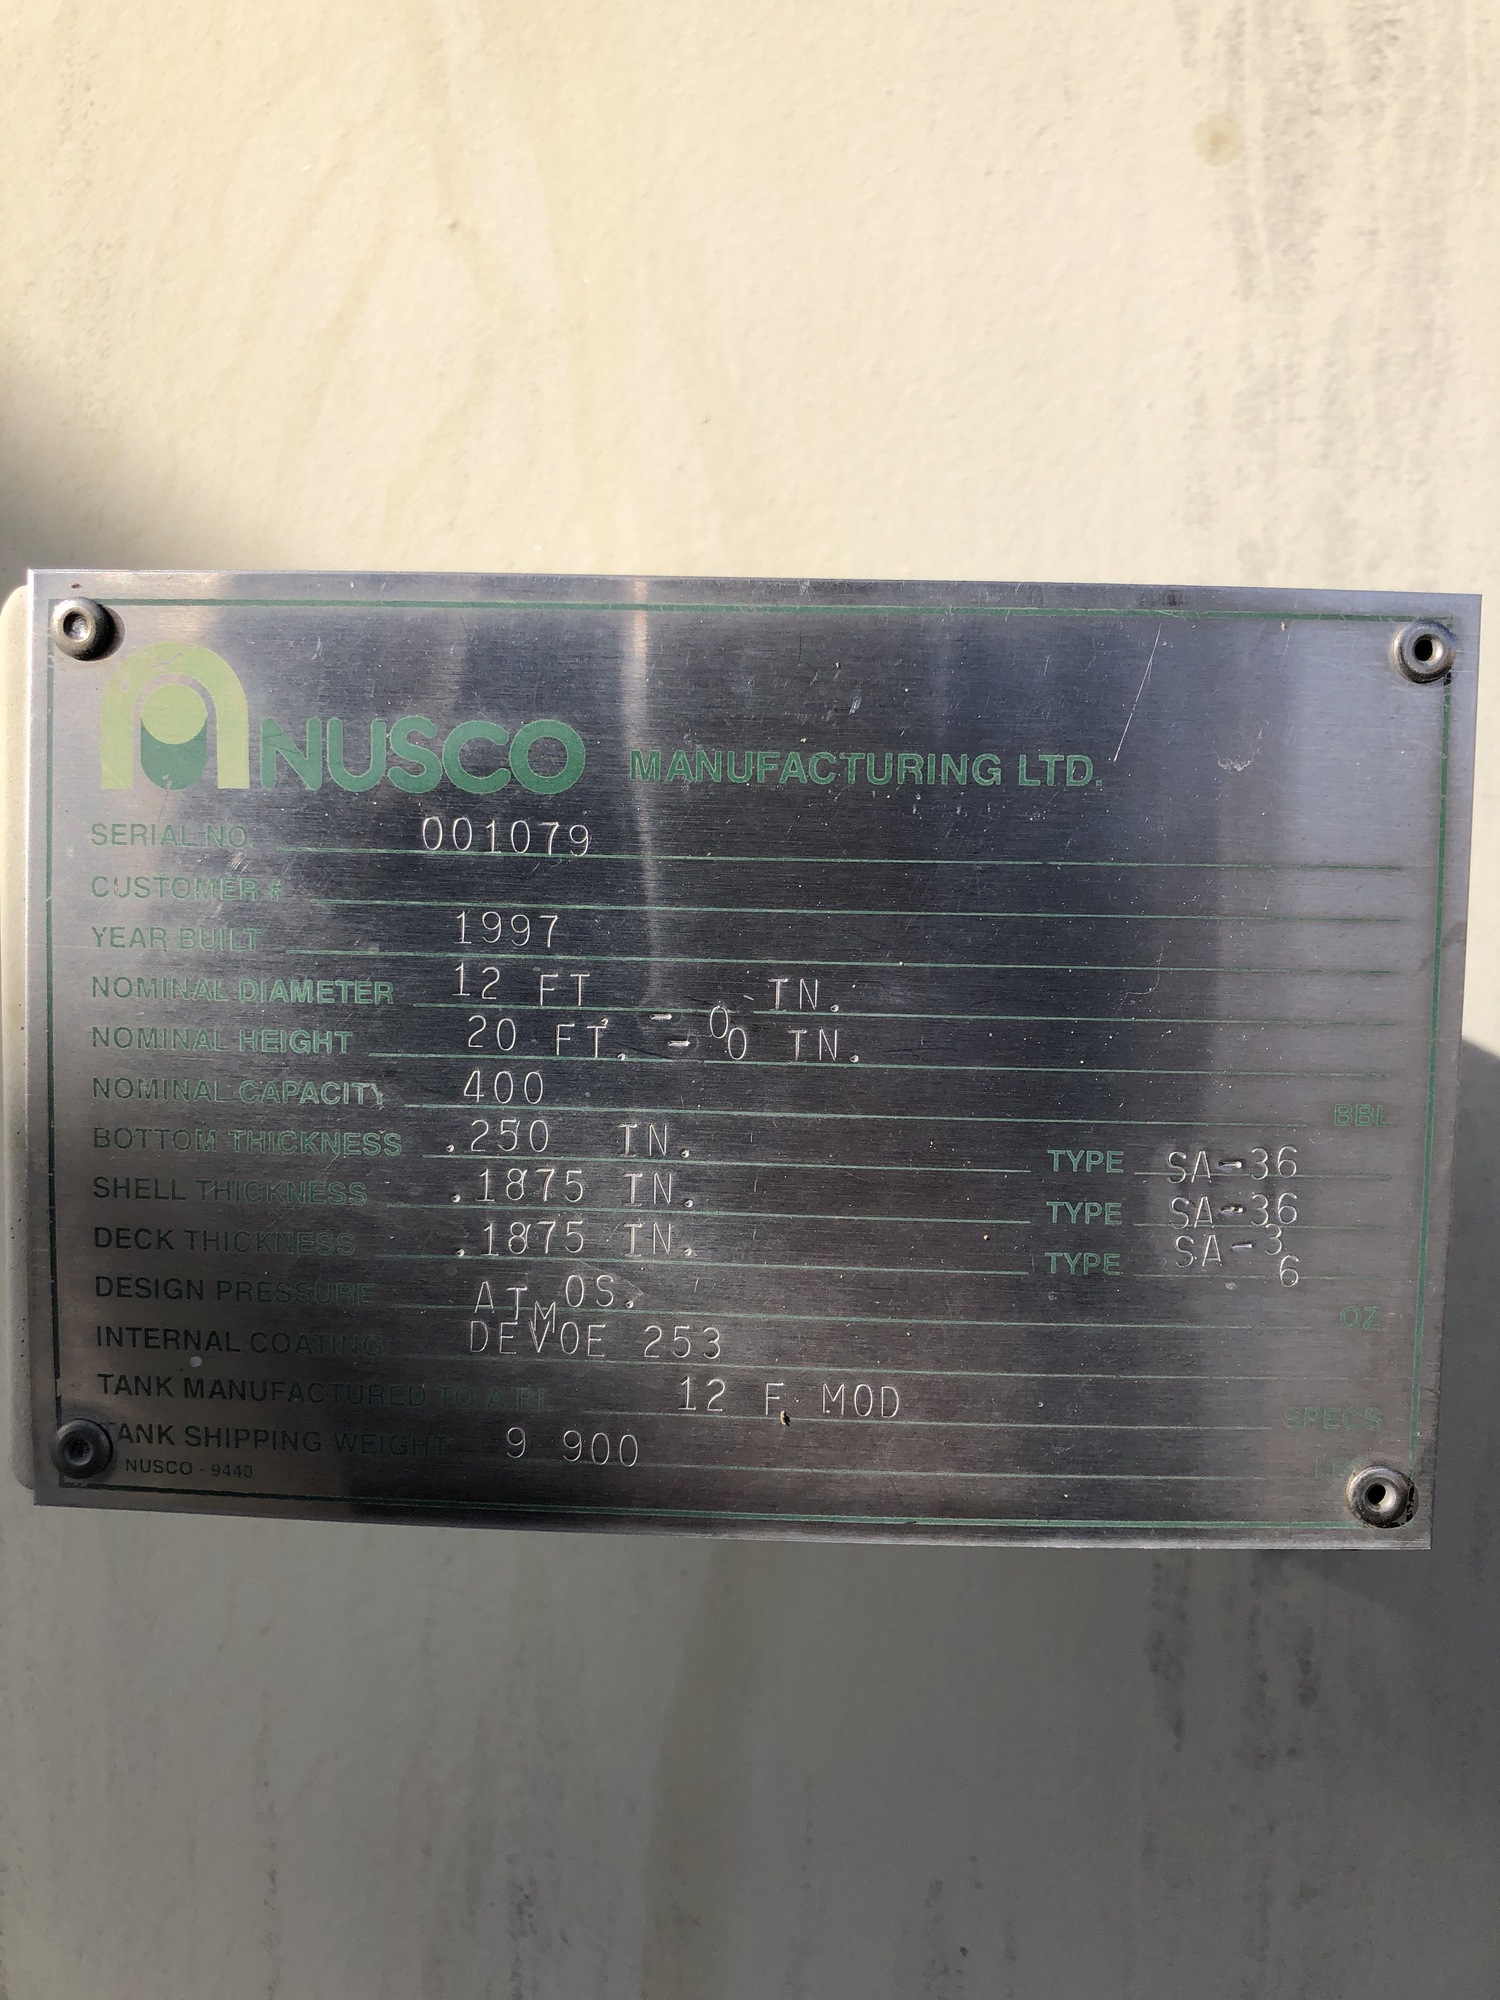 NUSCO MANUFACTURING LTD.
SERIAL NO. 001079
CUSTOMER #
YEAR BUILT 1997
NOMINAL DIAMETER 12 FT. - 0 IN.
NOMINAL HEIGHT 20 FT. - 0 IN.
NOMINAL CAPACITY 400 BBL
BOTTOM THICKNESS .250 IN. TYPE SA-36
SHELL THICKNESS .1875 IN. TYPE SA-36
DECK THICKNESS .1875 IN. TYPE SA-36
DESIGN PRESSURE ATMOS. OZ.
INTERNAL COATING DEVOE 253
TANK MANUFACTURED TO A.P.I. 12 F. MOD SPECS
TANK SHIPPING WEIGHT 9 900
NUSCO - 9440